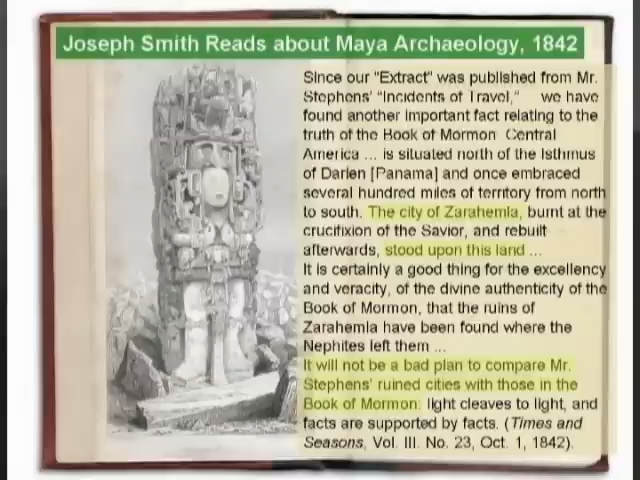 Joseph Smith Reads about Maya Archaeology, 1842
Since our "Extract" was published from Mr.
Stephens' "Incidents of Travel," we have
found another important fact relating to the
truth of the Book of Mormon Central
America ... is situated north of the Isthmus
of Darien [Panama] and once embraced
several hundred miles of territory from north
to south. The city of Zarahemla, burnt at the
crucifixion of the Savior, and rebuilt
afterwards, stood upon this land ...
It is certainly a good thing for the excellency
and veracity, of the divine authenticity of the
Book of Mormon, that the ruins of
Zarahemla have been found where the
Nephites left them ...
It will not be a bad plan to compare Mr.
Stephens' ruined cities with those in the
Book of Mormon: light cleaves to light, and
facts are supported by facts. (Times and
Seasons, Vol. III. No. 23, Oct. 1, 1842).